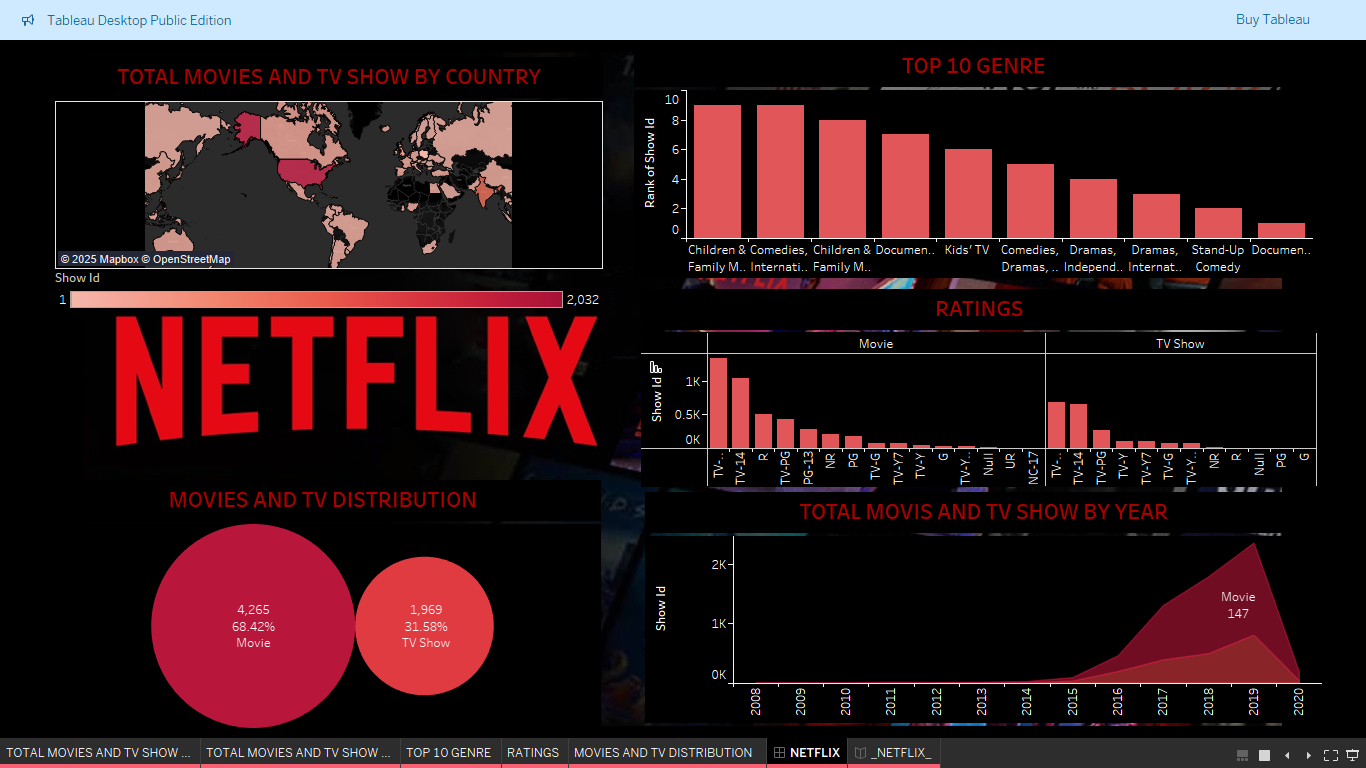 Tableau Desktop Public Edition
Buy Tableau
TOTAL MOVIES AND TV SHOW BY COUNTRY
© 2025 Mapbox © OpenStreetMap
Show Id
1
2,032
NETFLIX
MOVIES AND TV DISTRIBUTION
4,265
68.42%
Movie
1,969
31.58%
TV Show
TOP 10 GENRE
Rank of Show Id
10
8
6
4
2
0
Children &
Family M..
Comedies,
Internati..
Children &
Family M..
Documen..
Kids' TV
Comedies,
Dramas, ..
Dramas,
Independ..
Dramas,
Internat..
Stand-Up
Comedy
Documen..
RATINGS
Movie
TV Show
Show Id
1K
0.5K
0K
TV-..
TV-14
R
TV-PG
PG-13
NR
PG
TV-G
TV-Y7
TV-Y
G
TV-Y..
Null
UR
NC-17
TV-..
TV-14
TV-PG
TV-Y
TV-Y7
TV-G
TV-Y..
NR
R
Null
PG
G
TOTAL MOVIS AND TV SHOW BY YEAR
Show Id
2K
1K
0K
Movie
147
2008
2009
2010
2011
2012
2013
2014
2015
2016
2017
2018
2019
2020
TOTAL MOVIES AND TV SHOW ...
TOTAL MOVIES AND TV SHOW ...
TOP 10 GENRE
RATINGS
MOVIES AND TV DISTRIBUTION
NETFLIX
_NETFLIX_